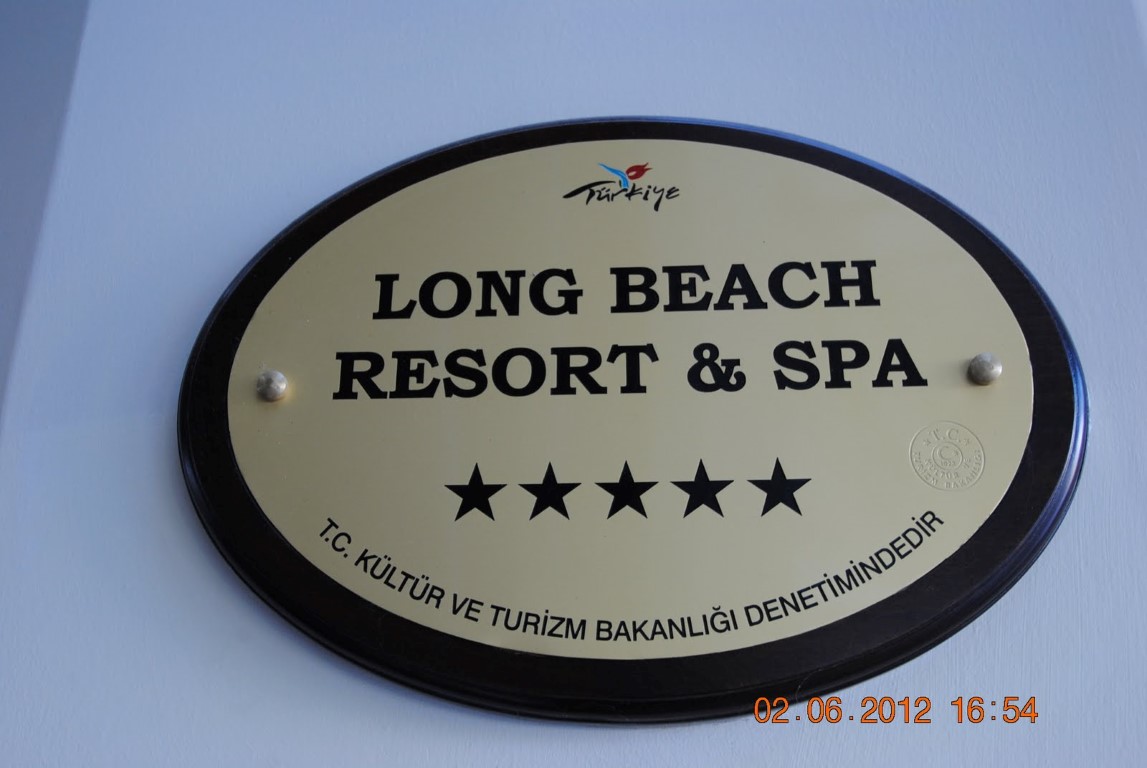 Türkiye
LONG BEACH
RESORT & SPA
T.C.
T.C. KÜLTÜR VE TURİZM BAKANLIĞI DENETİMİNDEDİR
02.06.2012 16:54